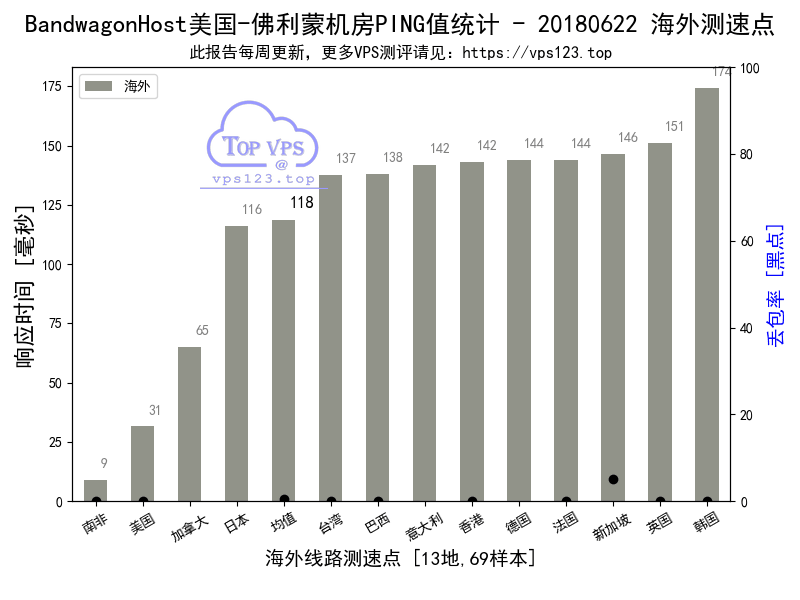 BandwagonHost美国-佛利蒙机房PING值统计 - 20180622 海外测速点
此报告每周更新，更多VPS测评请见：https://vps123.top
海外
TOP VPS
@
vps123.top
响应时间 [毫秒]
175
150
125
100
75
50
25
0
9
31
65
116
118
137
138
142
142
144
144
146
151
174
100
80
60
40
20
0
丢包率 [黑点]
南非
美国
加拿大
日本
均值
台湾
巴西
意大利
香港
德国
法国
新加坡
英国
韩国
海外线路测速点 [13地,69样本]